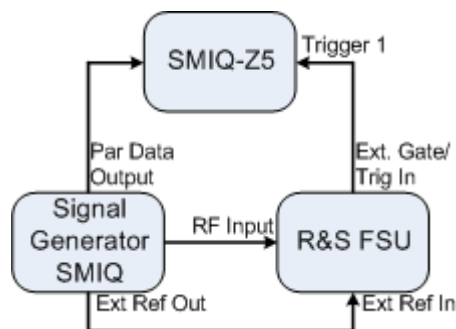 SMIQ-Z5
Trigger 1
Par Data
Output
Ext. Gate/
Trig In
Signal
Generator
SMIQ
RF Input
R&S FSU
Ext Ref Out
Ext Ref In